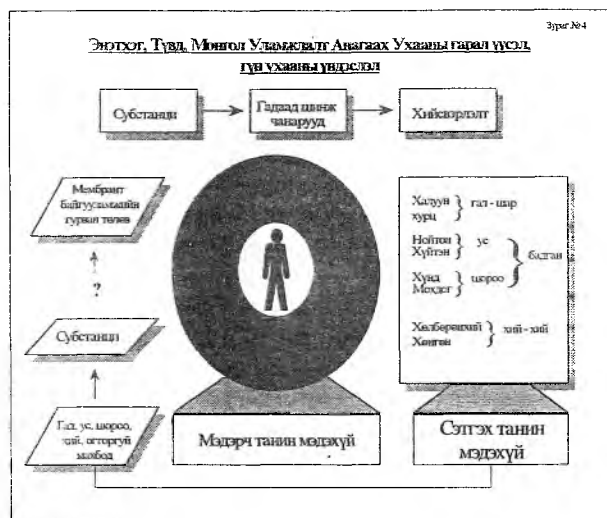 Зураг №4
Энэтхэг, Түвд, Монгол Уламжлалт Анагаах Ухааны гарал үүсэл,
гүн ухааны үндэслэл
Субстанци
Гадаад шинж
чанарууд
Хийсвэрлэлт
Мембрант
байгууламжийн
гурван төлөв
?
Субстанци
Гал, ус, шороо,
хий, огторгуй
махбод
Мэдэрч танин мэдэхүй
Халуун
хурц
гал - шар
Нойтон
Хүйтэн
ус
Хүнд
Мохдог
шороо
бадган
Хөлбөрөнхий
Хөнгөн
хий - хий
Сэтгэх танин
мэдэхүй